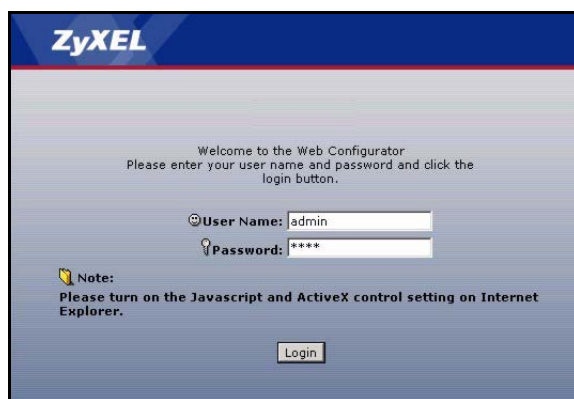 ZyXEL
Welcome to the Web Configurator
Please enter your user name and password and click the
login button.
User Name: admin
Password: ****
Note:
Please turn on the Javascript and ActiveX control setting on Internet
Explorer.
Login